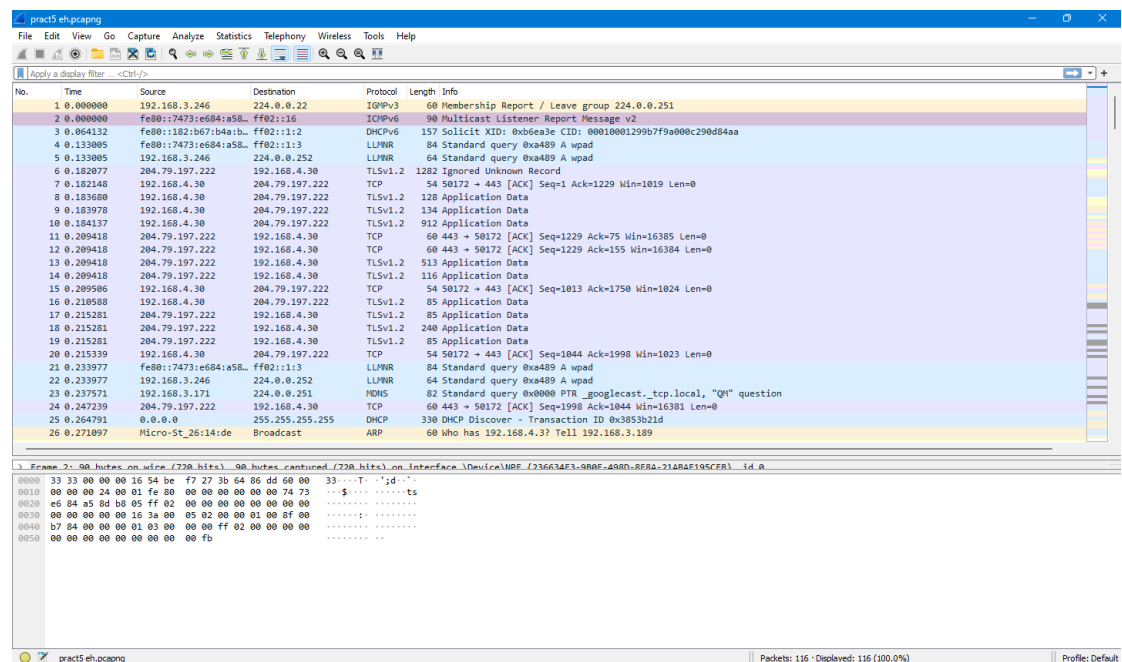 pract5 eh.pcapng
File Edit View Go Capture Analyze Statistics Telephony Wireless Tools Help
Apply a display filter ... <Ctrl-/>
No. Time Source Destination Protocol Length Info
1 0.000000 192.168.3.246 224.0.0.22 IGMPv3 60 Membership Report / Leave group 224.0.0.251
2 0.000000 fe80::7473:e684:a58… ff02::16 ICMPv6 90 Multicast Listener Report Message v2
3 0.064132 fe80::182:b67:b4a:b… ff02::1:2 DHCPv6 157 Solicit XID: 0xb6ea3e CID: 00010001299b7f9a000c290d84aa
4 0.133005 fe80::7473:e684:a58… ff02::1:3 LLMNR 84 Standard query 0xa489 A wpad
5 0.133005 192.168.3.246 224.0.0.252 LLMNR 64 Standard query 0xa489 A wpad
6 0.182077 204.79.197.222 192.168.4.30 TLSv1.2 1282 Ignored Unknown Record
7 0.182148 192.168.4.30 204.79.197.222 TCP 54 50172 → 443 [ACK] Seq=1 Ack=1229 Win=1019 Len=0
8 0.183680 192.168.4.30 204.79.197.222 TLSv1.2 128 Application Data
9 0.183978 192.168.4.30 204.79.197.222 TLSv1.2 134 Application Data
10 0.184137 192.168.4.30 204.79.197.222 TLSv1.2 912 Application Data
11 0.209418 204.79.197.222 192.168.4.30 TCP 60 443 → 50172 [ACK] Seq=1229 Ack=75 Win=16385 Len=0
12 0.209418 204.79.197.222 192.168.4.30 TCP 60 443 → 50172 [ACK] Seq=1229 Ack=155 Win=16384 Len=0
13 0.209418 204.79.197.222 192.168.4.30 TLSv1.2 513 Application Data
14 0.209418 204.79.197.222 192.168.4.30 TLSv1.2 116 Application Data
15 0.209506 192.168.4.30 204.79.197.222 TCP 54 50172 → 443 [ACK] Seq=1013 Ack=1750 Win=1024 Len=0
16 0.210588 192.168.4.30 204.79.197.222 TLSv1.2 85 Application Data
17 0.215281 204.79.197.222 192.168.4.30 TLSv1.2 85 Application Data
18 0.215281 204.79.197.222 192.168.4.30 TLSv1.2 240 Application Data
19 0.215281 204.79.197.222 192.168.4.30 TLSv1.2 85 Application Data
20 0.215339 192.168.4.30 204.79.197.222 TCP 54 50172 → 443 [ACK] Seq=1044 Ack=1998 Win=1023 Len=0
21 0.233977 fe80::7473:e684:a58… ff02::1:3 LLMNR 84 Standard query 0xa489 A wpad
22 0.233977 192.168.3.246 224.0.0.252 LLMNR 64 Standard query 0xa489 A wpad
23 0.237571 192.168.3.171 224.0.0.251 MDNS 82 Standard query 0x0000 PTR _googlecast._tcp.local, "QM" question
24 0.247239 204.79.197.222 192.168.4.30 TCP 60 443 → 50172 [ACK] Seq=1998 Ack=1044 Win=16381 Len=0
25 0.264791 0.0.0.0 255.255.255.255 DHCP 330 DHCP Discover - Transaction ID 0x3853b21d
26 0.271097 Micro-St_26:14:de Broadcast ARP 60 Who has 192.168.4.3? Tell 192.168.3.189
> Frame 2: 90 bytes on wire (720 bits), 90 bytes captured (720 bits) on interface \Device\NPF_{236634F3-9B0F-498D-8F8A-21ABAF195CFB}, id 0
0000 33 33 00 00 00 16 54 be f7 27 3b 64 86 dd 60 00 33····T· ·';d··`·
0010 00 00 00 24 00 01 fe 80 00 00 00 00 00 00 74 73 ···$···· ······ts
0020 e6 84 a5 8d b8 05 ff 02 00 00 00 00 00 00 00 00 ········ ········
0030 00 00 00 00 00 16 3a 00 05 02 00 00 01 00 8f 00 ······:· ········
0040 b7 84 00 00 00 01 03 00 00 00 ff 02 00 00 00 00 ········ ········
0050 00 00 00 00 00 00 00 00 00 fb ········ ··
pract5 eh.pcapng Packets: 116 · Displayed: 116 (100.0%) Profile: Default